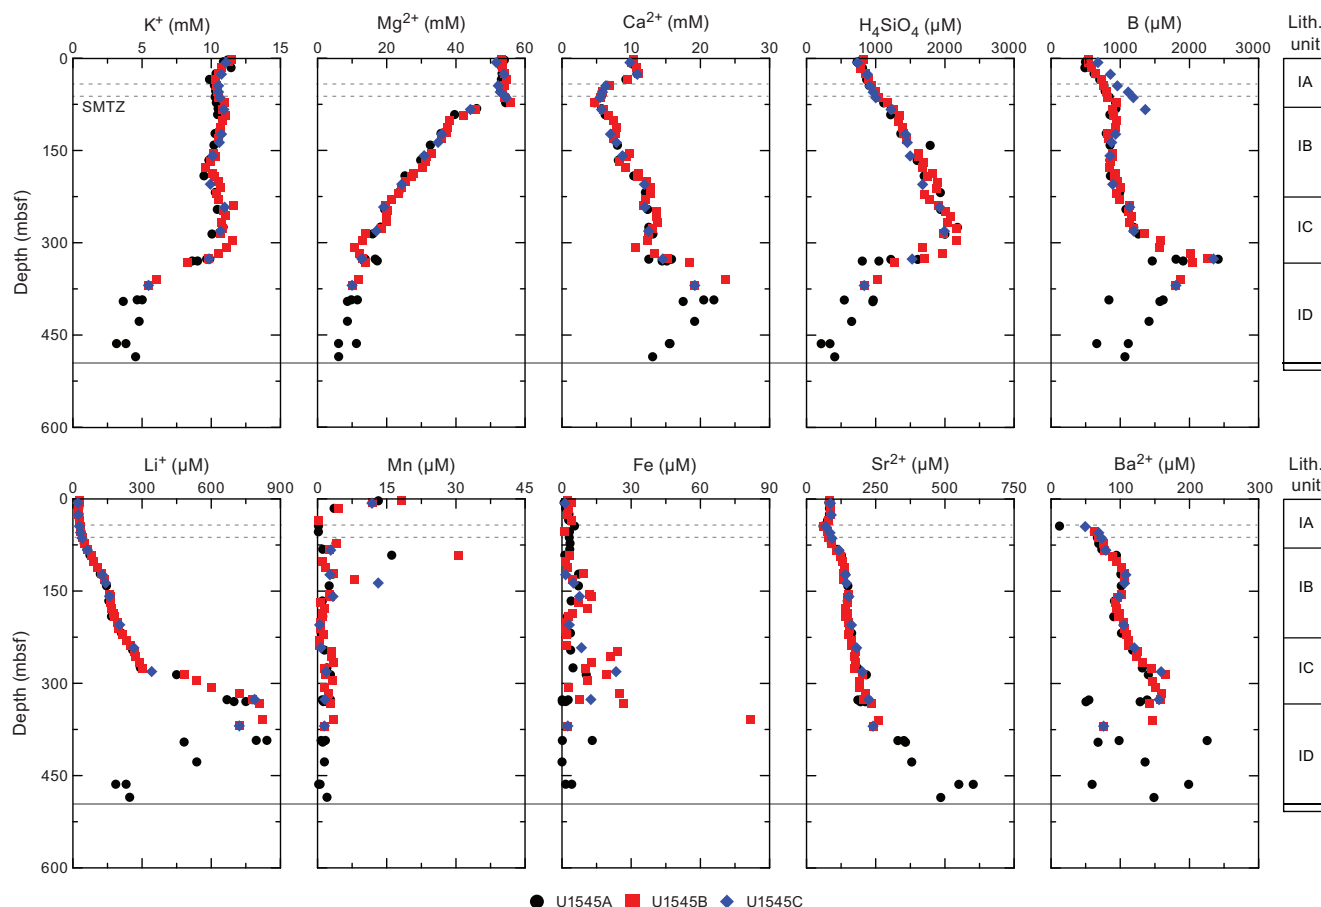 K⁺ (mM) Mg²⁺ (mM) Ca²⁺ (mM) H₄SiO₄ (µM) B (µM) Lith. unit
0 5 10 15 0 20 40 60 0 10 20 30 0 1000 2000 3000 0 1000 2000 3000
0
150
300
450
600
Depth (mbsf)
SMTZ
IA
IB
IC
ID
Li⁺ (µM) Mn (µM) Fe (µM) Sr²⁺ (µM) Ba²⁺ (µM) Lith. unit
0 300 600 900 0 15 30 45 0 30 60 90 0 250 500 750 0 100 200 300
0
150
300
450
600
Depth (mbsf)
IA
IB
IC
ID
U1545A U1545B U1545C